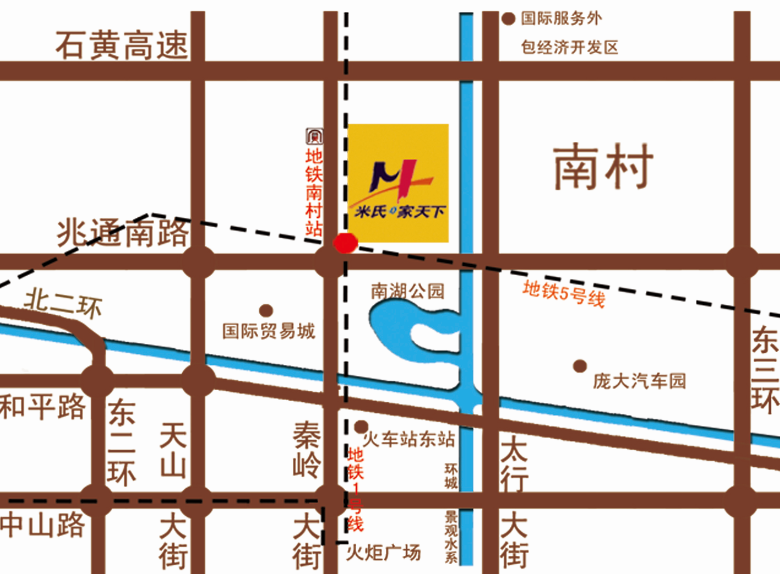 国际服务外
包经济开发区
石黄高速
地铁南村站
米氏e家天下
南村
兆通南路
北二环
国际贸易城
南湖公园
地铁5号线
东三环
庞大汽车园
和平路
东二环
天山
大街
秦岭
大街
火车站东站
地铁1号线
环城
景观水系
太行
大街
中山路
火炬广场